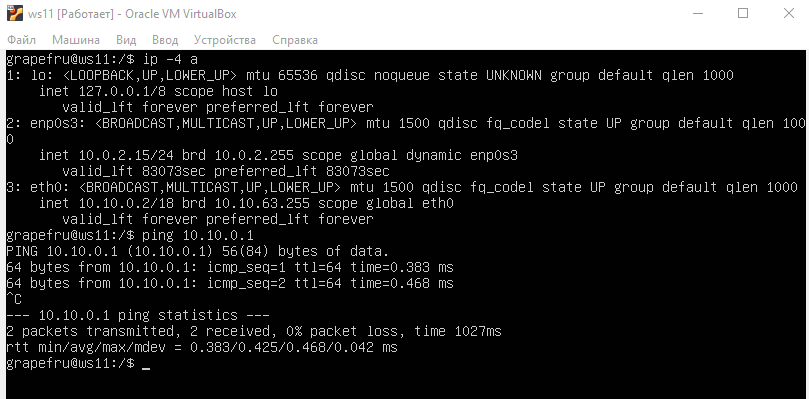 ws11 [Работает] - Oracle VM VirtualBox
Файл Машина Вид Ввод Устройства Справка
grapefru@ws11:/$ ip -4 a
1: lo: <LOOPBACK,UP,LOWER_UP> mtu 65536 qdisc noqueue state UNKNOWN group default qlen 1000
    inet 127.0.0.1/8 scope host lo
       valid_lft forever preferred_lft forever
2: enp0s3: <BROADCAST,MULTICAST,UP,LOWER_UP> mtu 1500 qdisc fq_codel state UP group default qlen 100
0
    inet 10.0.2.15/24 brd 10.0.2.255 scope global dynamic enp0s3
       valid_lft 83073sec preferred_lft 83073sec
3: eth0: <BROADCAST,MULTICAST,UP,LOWER_UP> mtu 1500 qdisc fq_codel state UP group default qlen 1000
    inet 10.10.0.2/18 brd 10.10.63.255 scope global eth0
       valid_lft forever preferred_lft forever
grapefru@ws11:/$ ping 10.10.0.1
PING 10.10.0.1 (10.10.0.1) 56(84) bytes of data.
64 bytes from 10.10.0.1: icmp_seq=1 ttl=64 time=0.383 ms
64 bytes from 10.10.0.1: icmp_seq=2 ttl=64 time=0.468 ms
^C
--- 10.10.0.1 ping statistics ---
2 packets transmitted, 2 received, 0% packet loss, time 1027ms
rtt min/avg/max/mdev = 0.383/0.425/0.468/0.042 ms
grapefru@ws11:/$ _